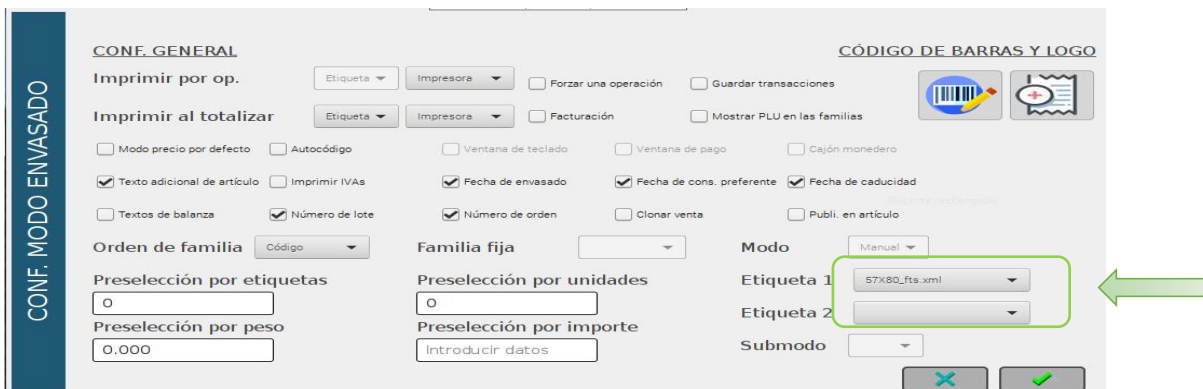 CONF. MODO ENVASADO
CONF. GENERAL
CÓDIGO DE BARRAS Y LOGO
Imprimir por op. Etiqueta Impresora Forzar una operación Guardar transacciones
Imprimir al totalizar Etiqueta Impresora Facturación Mostrar PLU en las familias
Modo precio por defecto Autocódigo Ventana de teclado Ventana de pago Cajón monedero
Texto adicional de artículo Imprimir IVAs Fecha de envasado Fecha de cons. preferente Fecha de caducidad
Textos de balanza Número de lote Número de orden Clonar venta Publi. en artículo
Orden de familia Código Familia fija Modo Manual
Preselección por etiquetas Preselección por unidades Etiqueta 1 57X80_fts.xml
0 0
Etiqueta 2
Preselección por peso Preselección por importe
0.000 Introducir datos Submodo